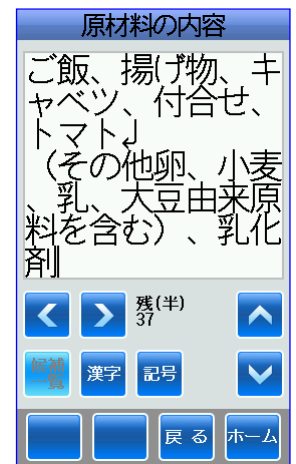 原材料の内容
ご飯、揚げ物、キ
ャベツ、付合せ、
トマト↲
（その他卵、小麦
、乳、大豆由来原
料を含む）、乳化
剤
残(半)
37
候補
一覧
漢字
記号
戻る
ホーム